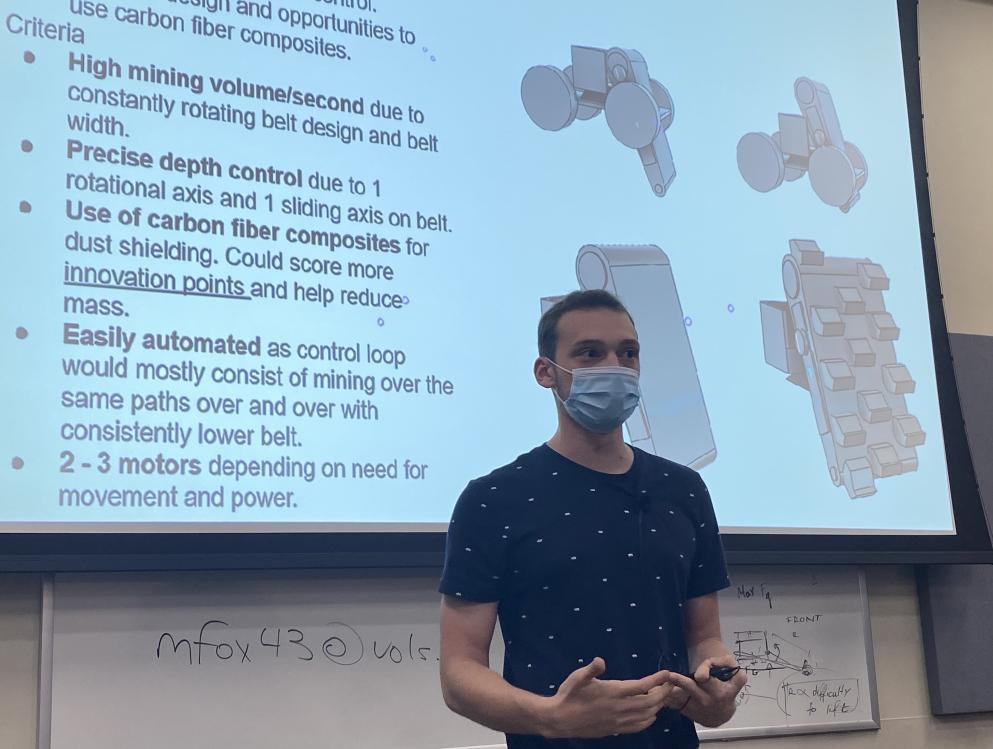 use carbon fiber composites.
Criteria
High mining volume/second due to
constantly rotating belt design and belt
width.
Precise depth control due to 1
rotational axis and 1 sliding axis on belt.
Use of carbon fiber composites for
dust shielding. Could score more
innovation points and help reduce
mass.
Easily automated as control loop
would mostly consist of mining over the
same paths over and over with
consistently lower belt.
2 - 3 motors depending on need for
movement and power.
mfox43@vols.
FRONT
difficulty
to lift